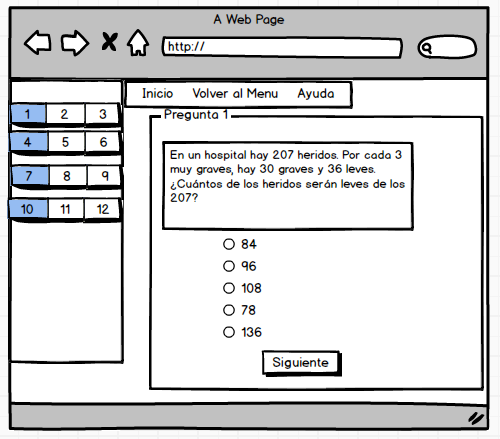 A Web Page
http://
Inicio Volver al Menu Ayuda
1 2 3
4 5 6
7 8 9
10 11 12
Pregunta 1
En un hospital hay 207 heridos. Por cada 3
muy graves, hay 30 graves y 36 leves.
¿Cuántos de los heridos serán leves de los
207?
84
96
108
78
136
Siguiente